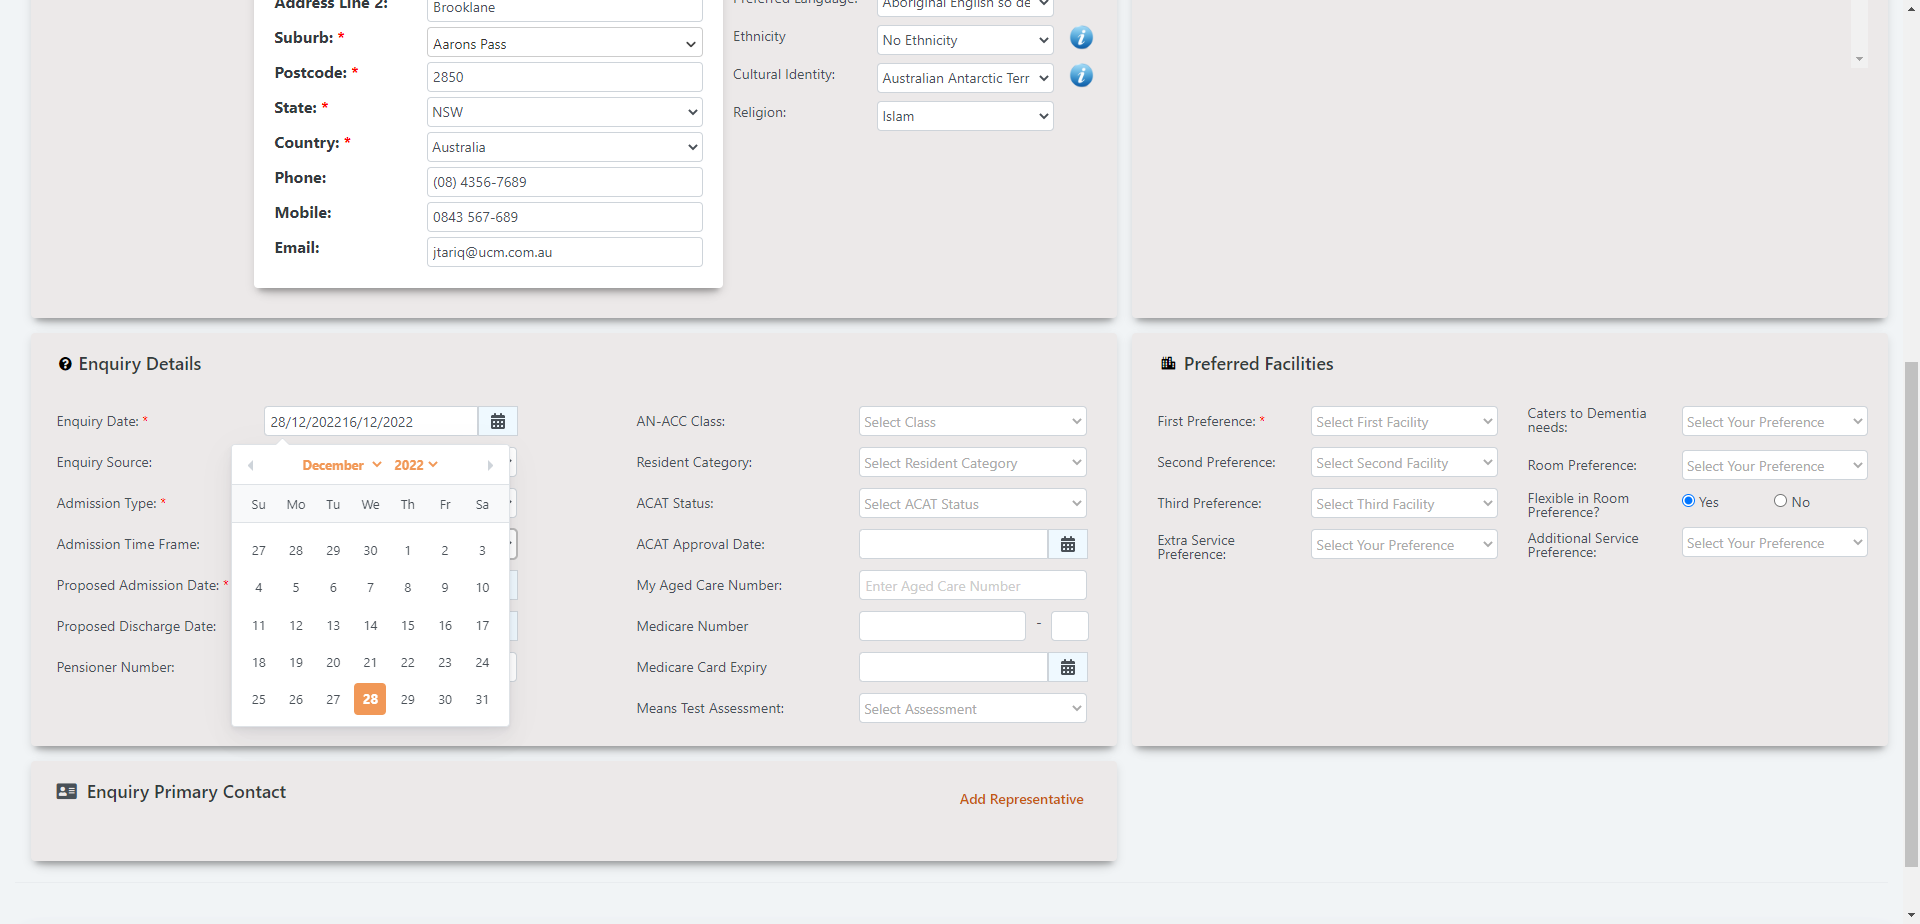 Address Line 2:
Brooklane
Suburb: *
Aarons Pass
Postcode: *
2850
State: *
NSW
Country: *
Australia
Phone:
(08) 4356-7689
Mobile:
0843 567-689
Email:
jtariq@ucm.com.au
Preferred Language:
Aboriginal English so de
Ethnicity
No Ethnicity
Cultural Identity:
Australian Antarctic Terr
Religion:
Islam
Enquiry Details
Enquiry Date: *
28/12/202216/12/2022
Enquiry Source:
Admission Type: *
Admission Time Frame:
Proposed Admission Date: *
Proposed Discharge Date:
Pensioner Number:
December 2022
Su Mo Tu We Th Fr Sa
27 28 29 30 1 2 3
4 5 6 7 8 9 10
11 12 13 14 15 16 17
18 19 20 21 22 23 24
25 26 27 28 29 30 31
AN-ACC Class:
Select Class
Resident Category:
Select Resident Category
ACAT Status:
Select ACAT Status
ACAT Approval Date:
My Aged Care Number:
Enter Aged Care Number
Medicare Number
-
Medicare Card Expiry
Means Test Assessment:
Select Assessment
Preferred Facilities
First Preference: *
Select First Facility
Second Preference:
Select Second Facility
Third Preference:
Select Third Facility
Extra Service
Preference:
Select Your Preference
Caters to Dementia
needs:
Select Your Preference
Room Preference:
Select Your Preference
Flexible in Room
Preference?
Yes No
Additional Service
Preference:
Select Your Preference
Enquiry Primary Contact
Add Representative